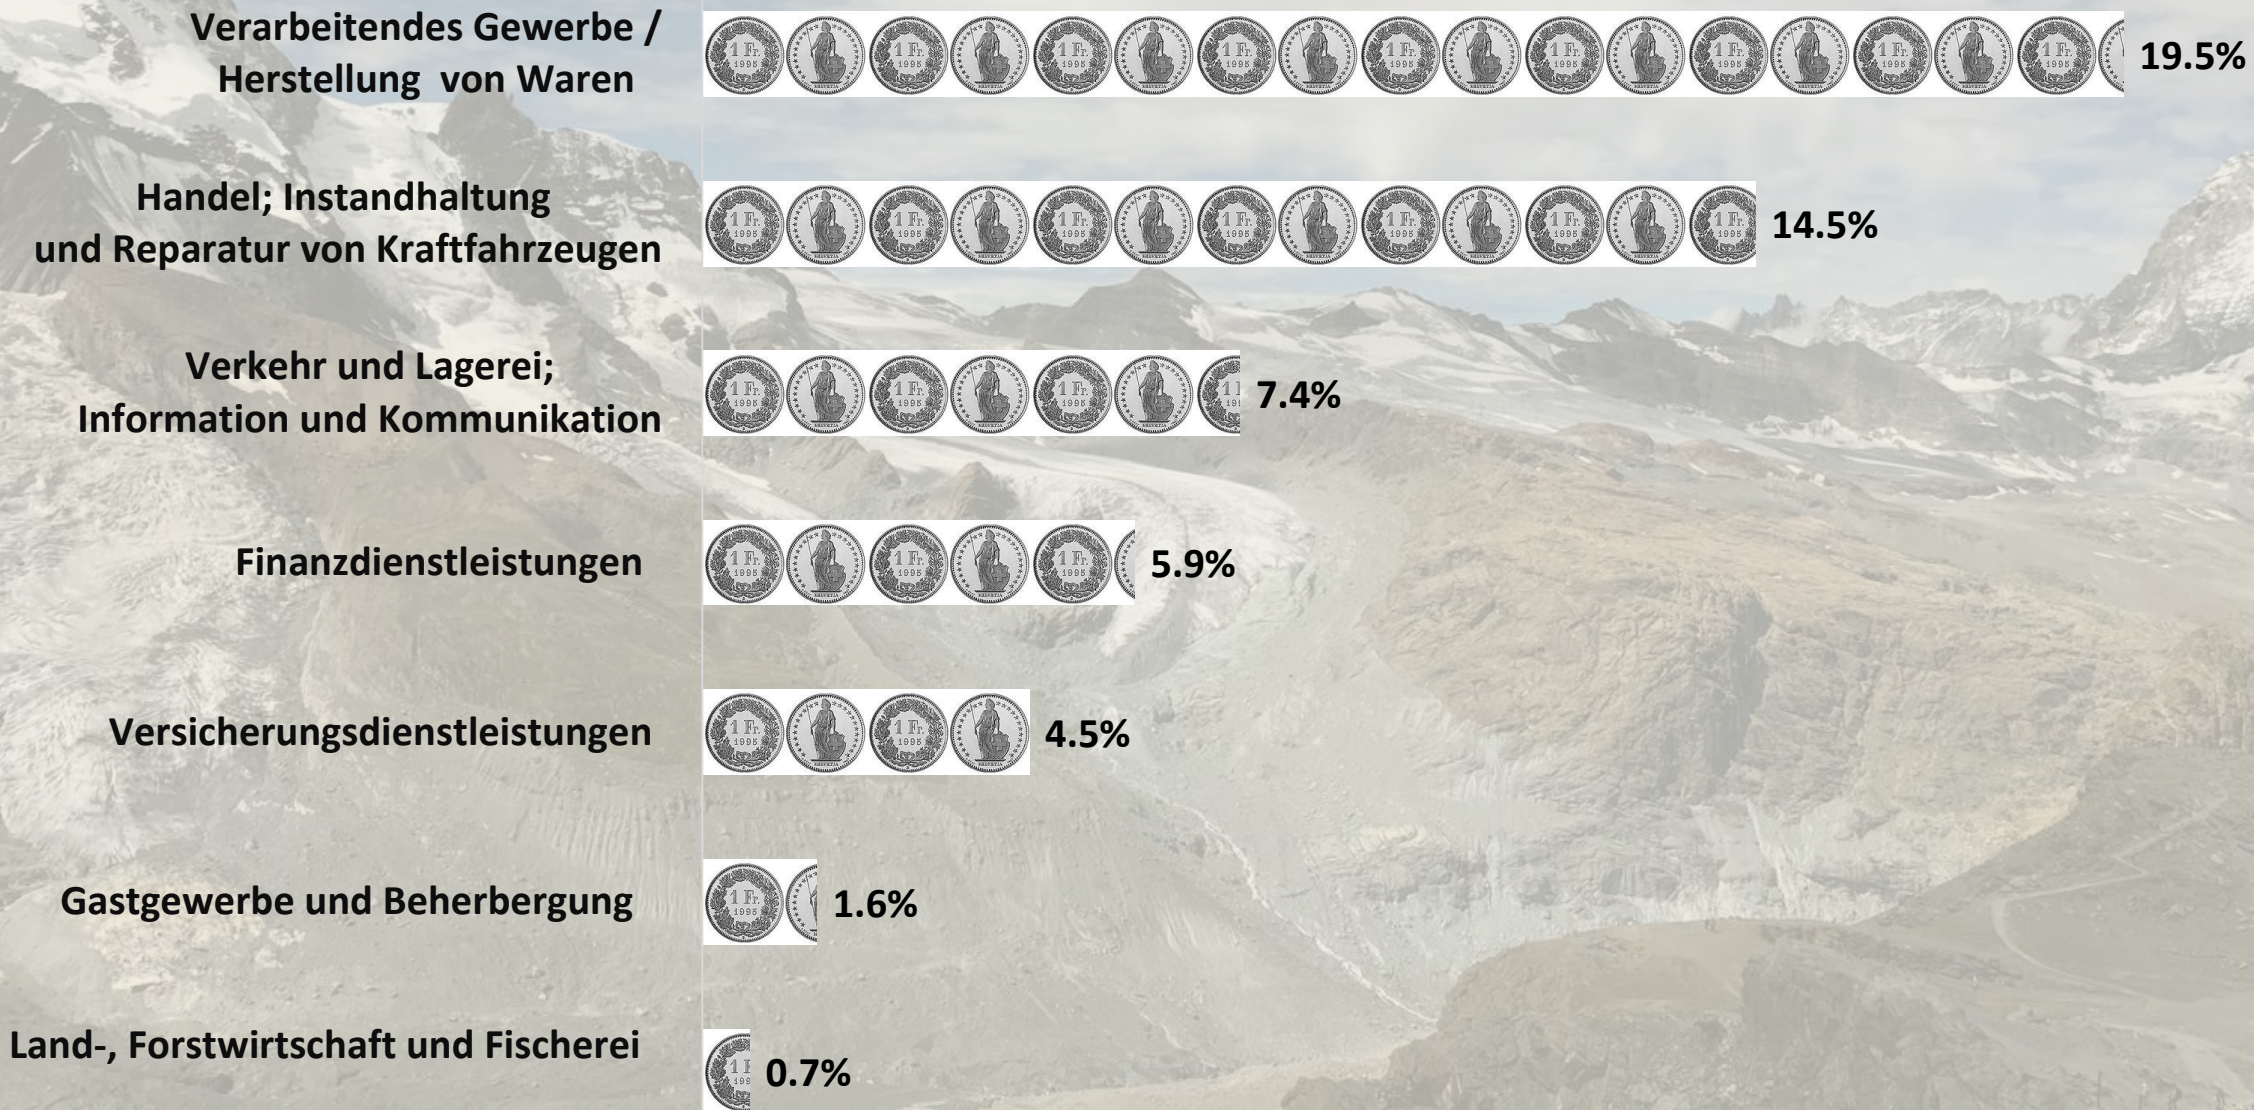 Verarbeitendes Gewerbe /
Herstellung von Waren
19.5%
Handel; Instandhaltung
und Reparatur von Kraftfahrzeugen
14.5%
Verkehr und Lagerei;
Information und Kommunikation
7.4%
Finanzdienstleistungen
5.9%
Versicherungsdienstleistungen
4.5%
Gastgewerbe und Beherbergung
1.6%
Land-, Forstwirtschaft und Fischerei
0.7%